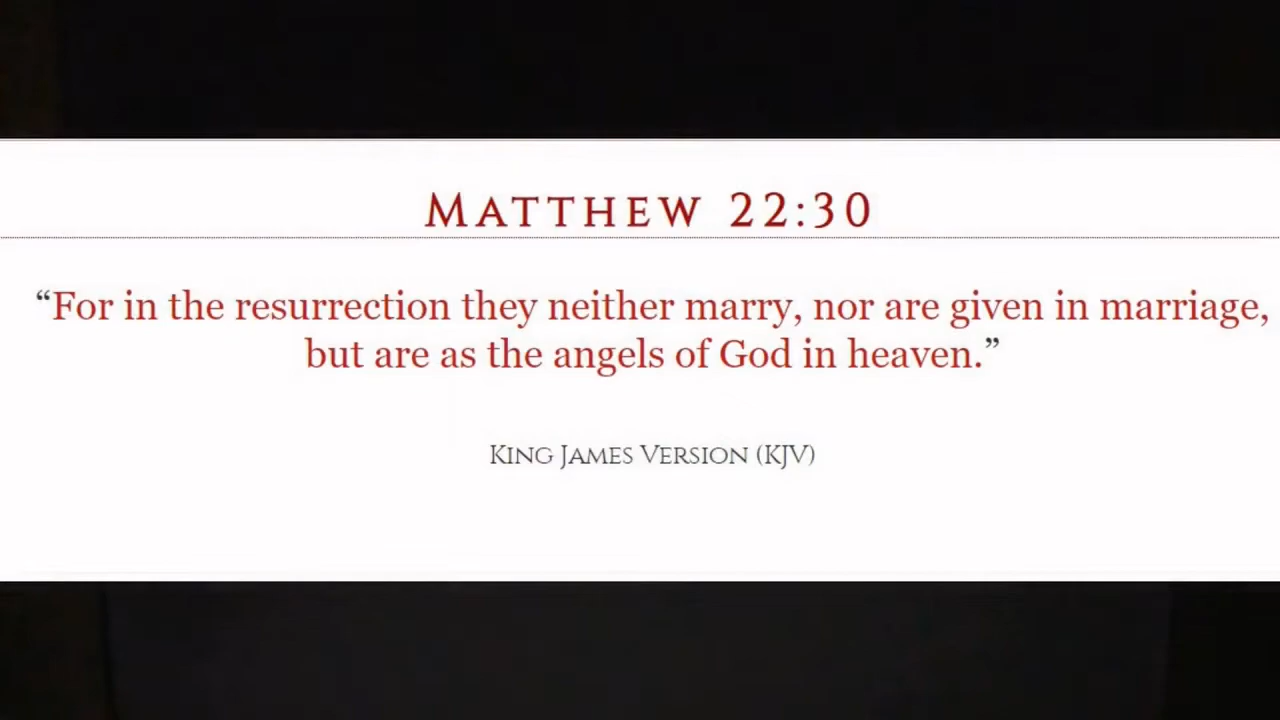 MATTHEW 22:30
“For in the resurrection they neither marry, nor are given in marriage,
but are as the angels of God in heaven.”
KING JAMES VERSION (KJV)